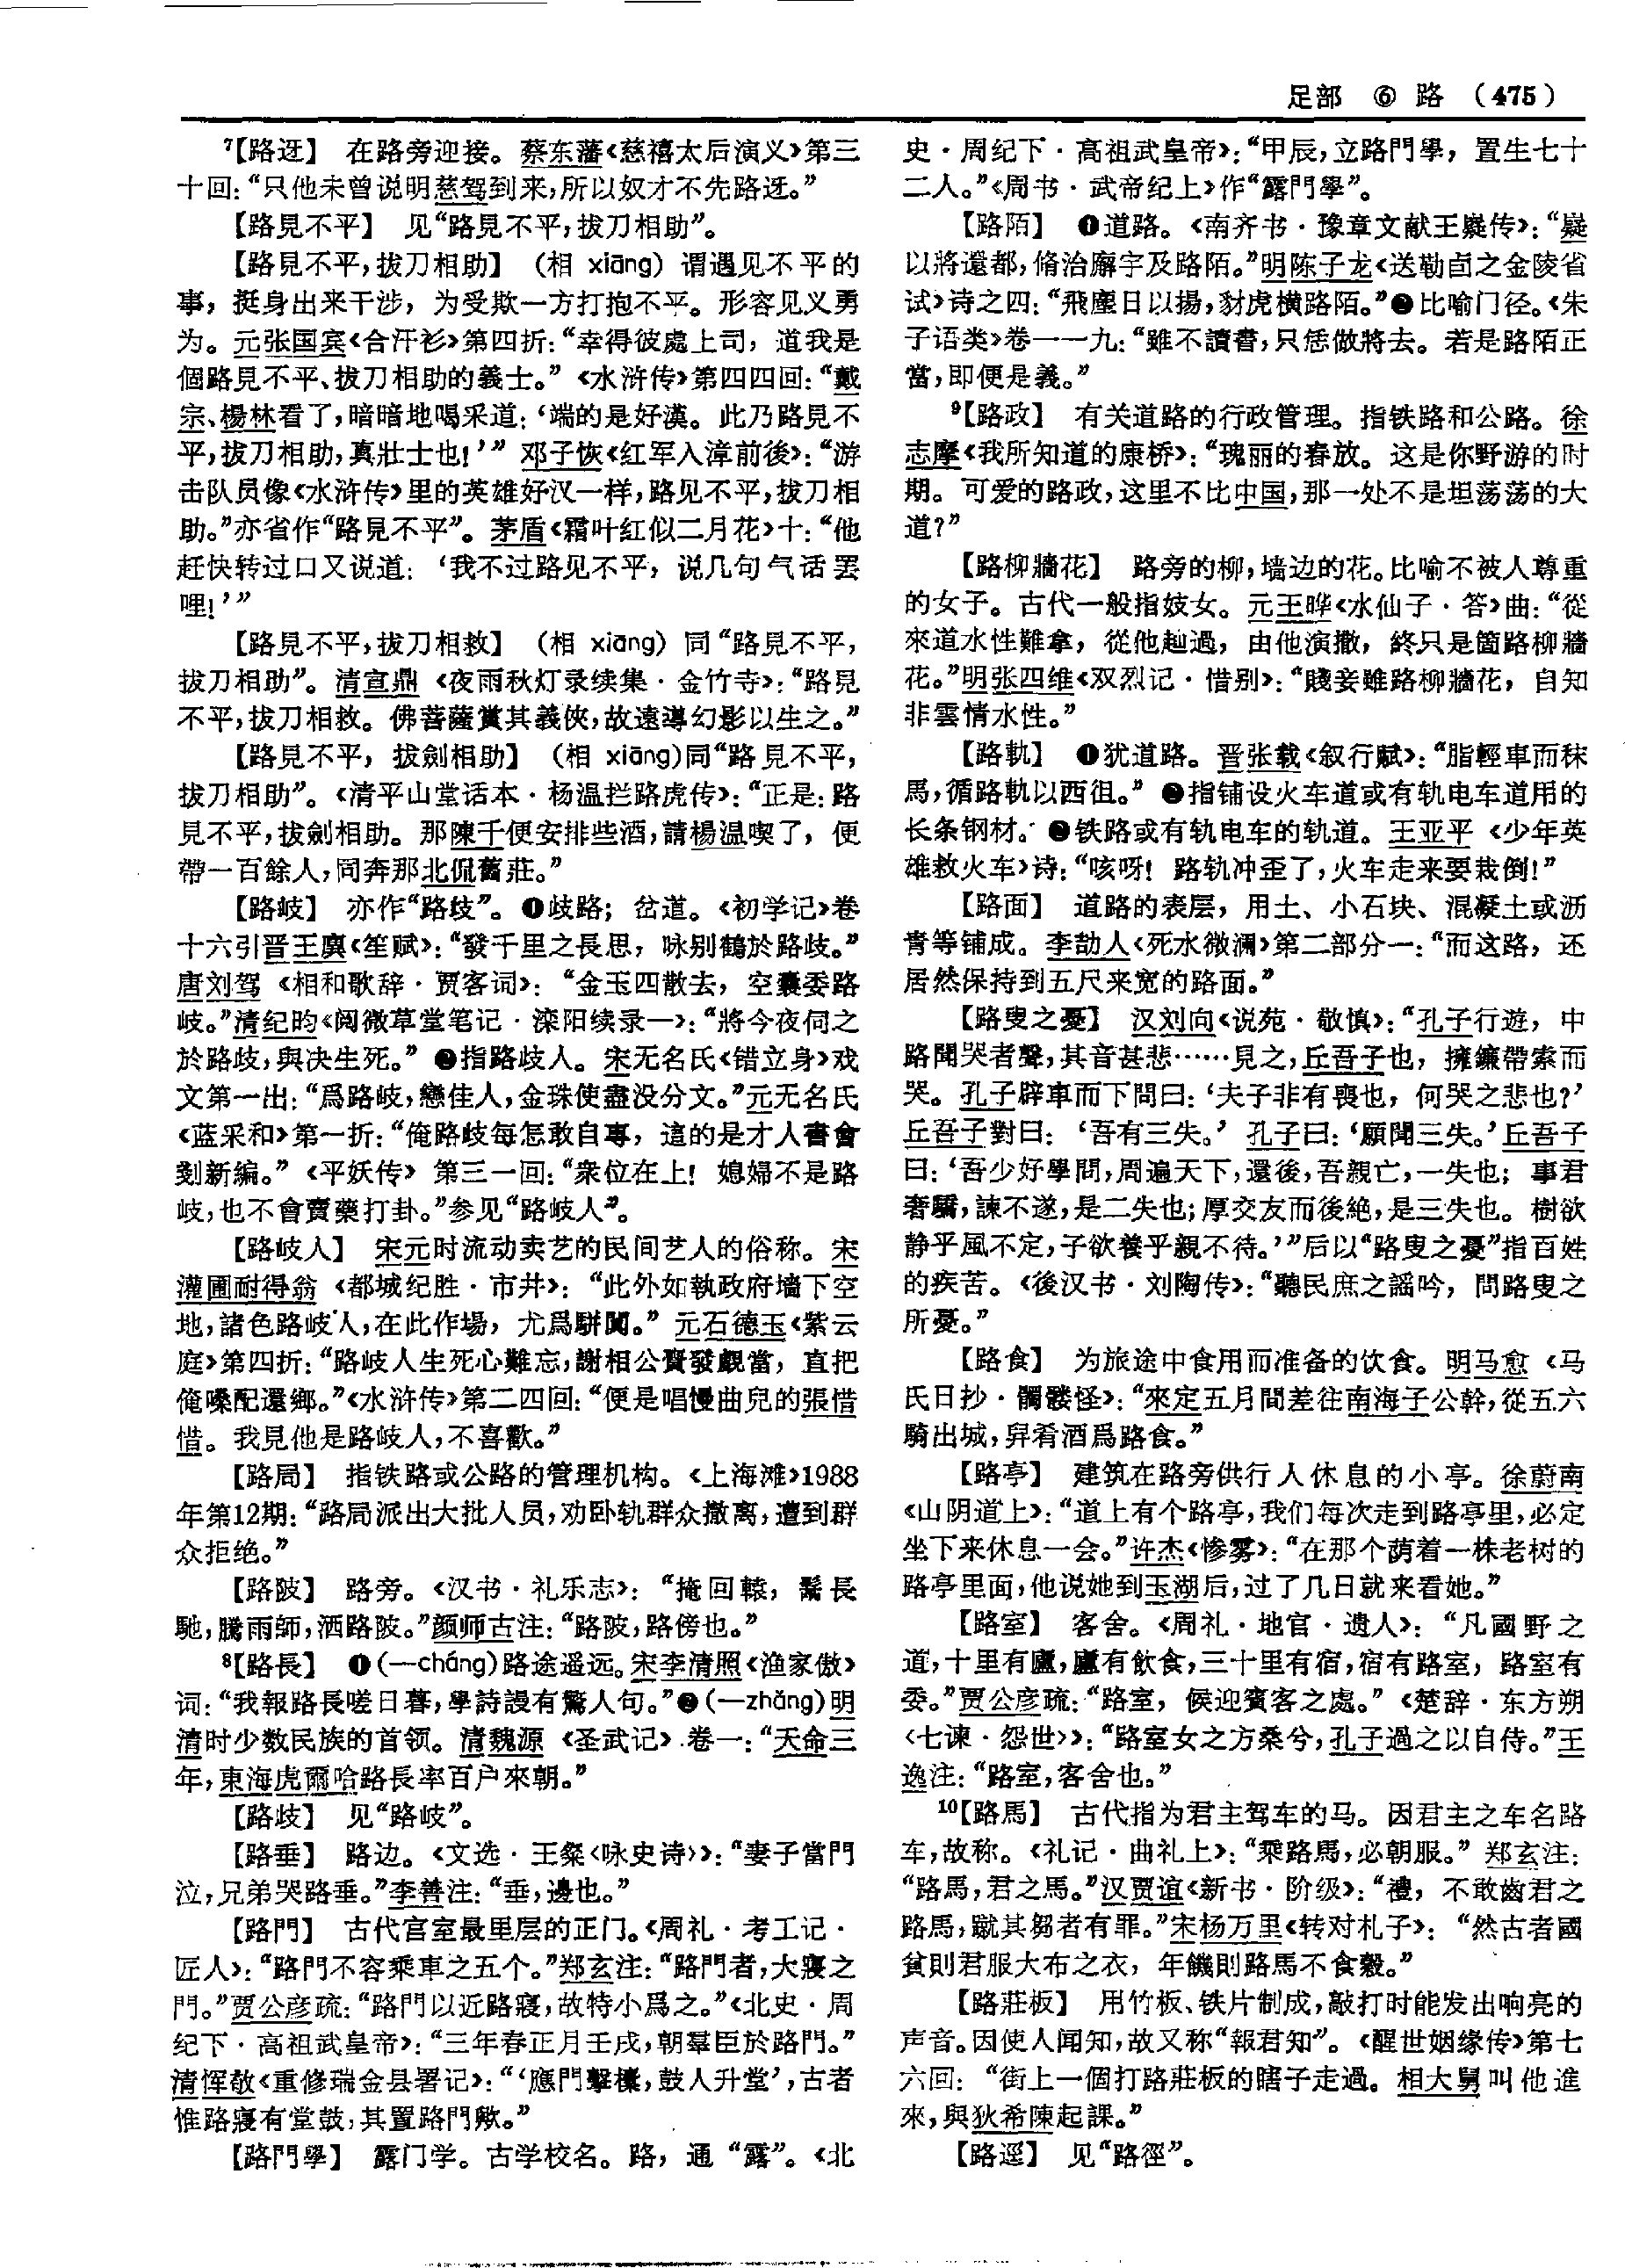 足部　⑥　路　（475）
⁷【路迓】　在路旁迎接。蔡东藩《慈禧太后演义》第三
十回：“只他未曾说明慈驾到来，所以奴才不先路迓。”
【路見不平】　见“路見不平，拔刀相助”。
【路見不平，拔刀相助】（相 xiāng）谓遇见不平的
事，挺身出来干涉，为受欺一方打抱不平。形容见义勇
为。元张国宾《合汗衫》第四折：“幸得彼處上司，道我是
個路見不平、拔刀相助的義士。”《水浒传》第四四回：“戴
宗、楊林看了，暗暗地喝采道：‘端的是好漢。此乃路見不
平，拔刀相助，真壯士也！’”邓子恢《红军入漳前後》：“游
击队员像《水浒传》里的英雄好汉一样，路见不平，拔刀相
助。”亦省作“路見不平”。茅盾《霜叶红似二月花》十：“他
赶快转过口又说道：‘我不过路见不平，说几句气话罢
哩！’”
【路見不平，拔刀相救】（相 xiāng）同“路見不平，
拔刀相助”。清宣鼎《夜雨秋灯录续集·金竹寺》：“路見
不平，拔刀相救。佛菩薩賞其義俠，故遠導幻影以生之。”
【路見不平，拔劍相助】（相 xiāng）同“路見不平，
拔刀相助”。《清平山堂话本·杨温拦路虎传》：“正是：路
見不平，拔劍相助。那陳千便安排些酒，請楊温喫了，便
帶一百餘人，同奔那北侃舊莊。”
【路岐】　亦作“路歧”。❶歧路；岔道。《初学记》卷
十六引晋王廙《笙赋》：“發千里之長思，咏别鶴於路歧。”
唐刘驾《相和歌辞·贾客词》：“金玉四散去，空囊委路
岐。”清纪昀《阅微草堂笔记·滦阳续录一》：“將今夜伺之
於路歧，與决生死。”❷指路歧人。宋无名氏《错立身》戏
文第一出：“爲路岐，戀佳人，金珠使盡没分文。”元无名氏
《蓝采和》第一折：“俺路歧每怎敢自專，這的是才人書會
剗新编。”《平妖传》第三一回：“衆位在上！媳婦不是路
岐，也不會賣藥打卦。”参见“路岐人”。
【路岐人】　宋元时流动卖艺的民间艺人的俗称。宋
灌圃耐得翁《都城纪胜·市井》：“此外如執政府墙下空
地，諸色路岐人，在此作場，尤爲駢闐。”元石德玉《紫云
庭》第四折：“路岐人生死心難忘，謝相公賫發覷當，直把
俺嗓配還鄉。”《水浒传》第二四回：“便是唱慢曲兒的張惜
惜。我見他是路岐人，不喜歡。”
【路局】　指铁路或公路的管理机构。《上海滩》1988
年第12期：“路局派出大批人员，劝卧轨群众撤离，遭到群
众拒绝。”
【路陂】　路旁。《汉书·礼乐志》：“掩回轅，鬗長
馳，騰雨師，洒路陂。”颜师古注：“路陂，路傍也。”
⁸【路長】　❶（—cháng）路途遥远。宋李清照《渔家傲》
词：“我報路長嗟日暮，學詩謾有驚人句。”❷（—zhǎng）明
清时少数民族的首领。清魏源《圣武记》卷一：“天命三
年，東海虎爾哈路長率百户來朝。”
【路歧】　见“路岐”。
【路垂】　路边。《文选·王粲〈咏史诗〉》：“妻子當門
泣，兄弟哭路垂。”李善注：“垂，邊也。”
【路門】　古代宫室最里层的正门。《周礼·考工记·
匠人》：“路門不容乘車之五个。”郑玄注：“路門者，大寢之
門。”贾公彦疏：“路門以近路寢，故特小爲之。”《北史·周
纪下·高祖武皇帝》：“三年春正月壬戌，朝羣臣於路門。”
清恽敬《重修瑞金县署记》：“‘應門擊櫜，鼓人升堂’，古者
惟路寢有堂鼓，其置路門歟。”
【路門學】　露门学。古学校名。路，通“露”。《北
史·周纪下·高祖武皇帝》：“甲辰，立路門學，置生七十
二人。”《周书·武帝纪上》作“露門學”。
【路陌】　❶道路。《南齐书·豫章文献王嶷传》：“嶷
以將還都，脩治廨宇及路陌。”明陈子龙《送勒卣之金陵省
试》诗之四：“飛塵日以揚，豺虎横路陌。”❷比喻门径。《朱
子语类》卷一一九：“雖不讀書，只恁做將去。若是路陌正
當，即便是義。”
⁹【路政】　有关道路的行政管理。指铁路和公路。徐
志摩《我所知道的康桥》：“瑰丽的春放。这是你野游的时
期。可爱的路政，这里不比中国，那一处不是坦荡荡的大
道？”
【路柳牆花】　路旁的柳，墙边的花。比喻不被人尊重
的女子。古代一般指妓女。元王晔《水仙子·答》曲：“從
來道水性難拿，從他赸過，由他演撒，終只是箇路柳牆
花。”明张四维《双烈记·惜别》：“賤妾雖路柳牆花，自知
非雲情水性。”
【路軌】　❶犹道路。晋张载《叙行赋》：“脂輕車而秣
馬，循路軌以西徂。”❷指铺设火车道或有轨电车道用的
长条钢材。❸铁路或有轨电车的轨道。王亚平《少年英
雄救火车》诗：“咳呀！路轨冲歪了，火车走来要栽倒！”
【路面】　道路的表层，用土、小石块、混凝土或沥
青等铺成。李劼人《死水微澜》第二部分一：“而这路，还
居然保持到五尺来宽的路面。”
【路叟之憂】　汉刘向《说苑·敬慎》：“孔子行遊，中
路聞哭者聲，其音甚悲……見之，丘吾子也，擁鐮帶索而
哭。孔子辟車而下問曰：‘夫子非有喪也，何哭之悲也？’
丘吾子對曰：‘吾有三失。’孔子曰：‘願聞三失。’丘吾子
曰：‘吾少好學問，周遍天下，還後，吾親亡，一失也；事君
奢驕，諫不遂，是二失也；厚交友而後絶，是三失也。樹欲
静乎風不定，子欲養乎親不待。’”后以“路叟之憂”指百姓
的疾苦。《後汉书·刘陶传》：“聽民庶之謡吟，問路叟之
所憂。”
【路食】　为旅途中食用而准备的饮食。明马愈《马
氏日抄·髑髅怪》：“來定五月間差往南海子公幹，從五六
騎出城，舁肴酒爲路食。”
【路亭】　建筑在路旁供行人休息的小亭。徐蔚南
《山阴道上》：“道上有个路亭，我们每次走到路亭里，必定
坐下来休息一会。”许杰《惨雾》：“在那个荫着一株老树的
路亭里面，他说她到玉湖后，过了几日就来看她。”
【路室】　客舍。《周礼·地官·遗人》：“凡國野之
道，十里有廬，廬有飲食，三十里有宿，宿有路室，路室有
委。”贾公彦疏：“路室，候迎賓客之處。”《楚辞·东方朔
〈七谏·怨世〉》：“路室女之方桑兮，孔子過之以自侍。”王
逸注：“路室，客舍也。”
¹⁰【路馬】　古代指为君主驾车的马。因君主之车名路
车，故称。《礼记·曲礼上》：“乘路馬，必朝服。”郑玄注：
“路馬，君之馬。”汉贾谊《新书·阶级》：“禮，不敢齒君之
路馬，蹴其芻者有罪。”宋杨万里《转对札子》：“然古者國
貧則君服大布之衣，年饑則路馬不食穀。”
【路莊板】　用竹板、铁片制成，敲打时能发出响亮的
声音。因使人闻知，故又称“報君知”。《醒世姻缘传》第七
六回：“街上一個打路莊板的瞎子走過。相大舅叫他進
來，與狄希陳起課。”
【路逕】　见“路徑”。